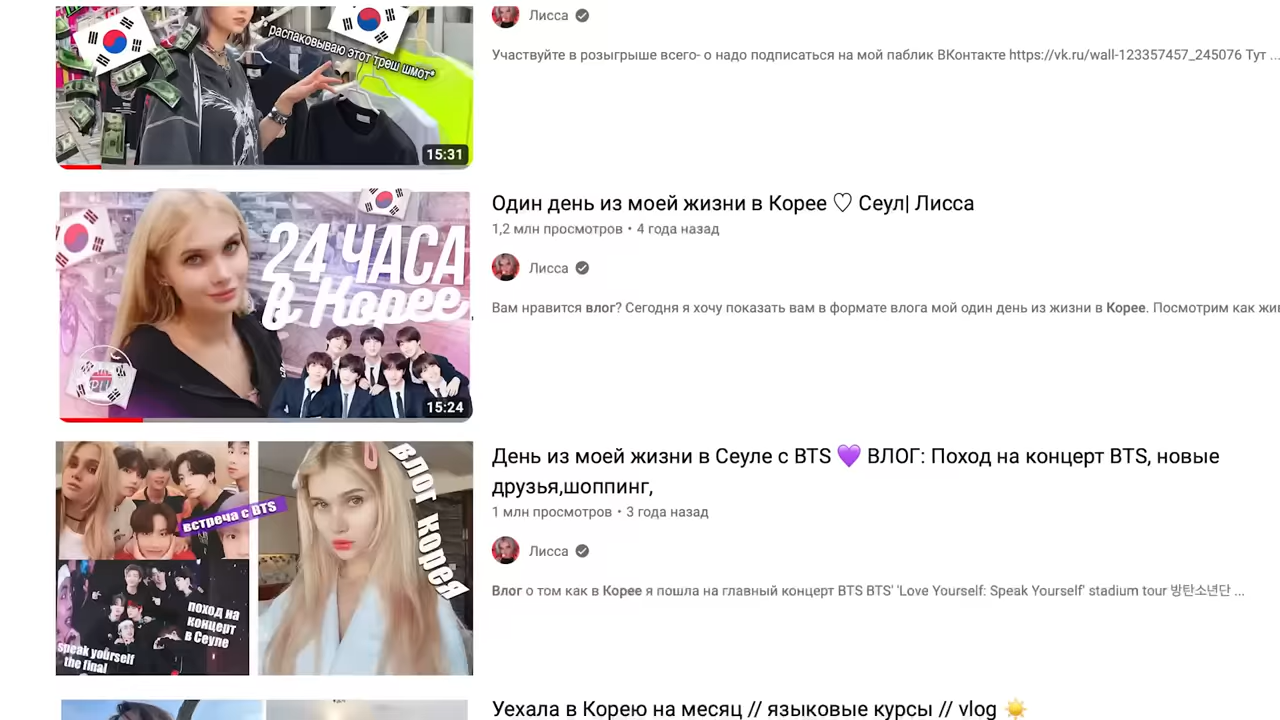 *распаковываю этот треш шмот*
15:31
Лисса
Участвуйте в розыгрыше всего- о надо подписаться на мой паблик ВКонтакте https://vk.ru/wall-123357457_245076 Тут ...
24 ЧАСА
в Корее
15:24
Один день из моей жизни в Корее ♡ Сеул| Лисса
1,2 млн просмотров • 4 года назад
Лисса
Вам нравится влог? Сегодня я хочу показать вам в формате влога мой один день из жизни в Корее. Посмотрим как
встреча с BTS
ВЛОГ Корея
поход на
концерт
в Сеуле
speak yourself
the final
День из моей жизни в Сеуле с BTS 💜 ВЛОГ: Поход на концерт BTS, новые
друзья,шоппинг,
1 млн просмотров • 3 года назад
Лисса
Влог о том как в Корее я пошла на главный концерт BTS BTS' 'Love Yourself: Speak Yourself' stadium tour 방탄소년단 ...
Уехала в Корею на месяц // языковые курсы // vlog ☀️